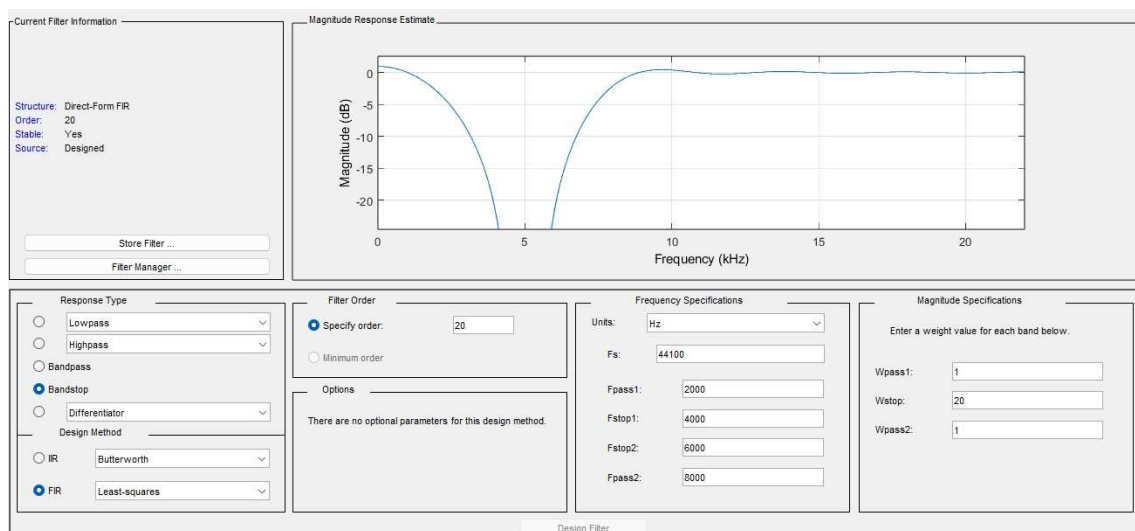 Current Filter Information
Structure: Direct-Form FIR
Order: 20
Stable: Yes
Source: Designed
Store Filter ...
Filter Manager ...
Magnitude Response Estimate
Magnitude (dB)
0
-5
-10
-15
-20
0 5 10 15 20
Frequency (kHz)
Response Type
Lowpass
Highpass
Bandpass
Bandstop
Differentiator
Design Method
IIR Butterworth
FIR Least-squares
Filter Order
Specify order: 20
Minimum order
Options
There are no optional parameters for this design method.
Frequency Specifications
Units: Hz
Fs: 44100
Fpass1: 2000
Fstop1: 4000
Fstop2: 6000
Fpass2: 8000
Magnitude Specifications
Enter a weight value for each band below.
Wpass1: 1
Wstop: 20
Wpass2: 1
Design Filter